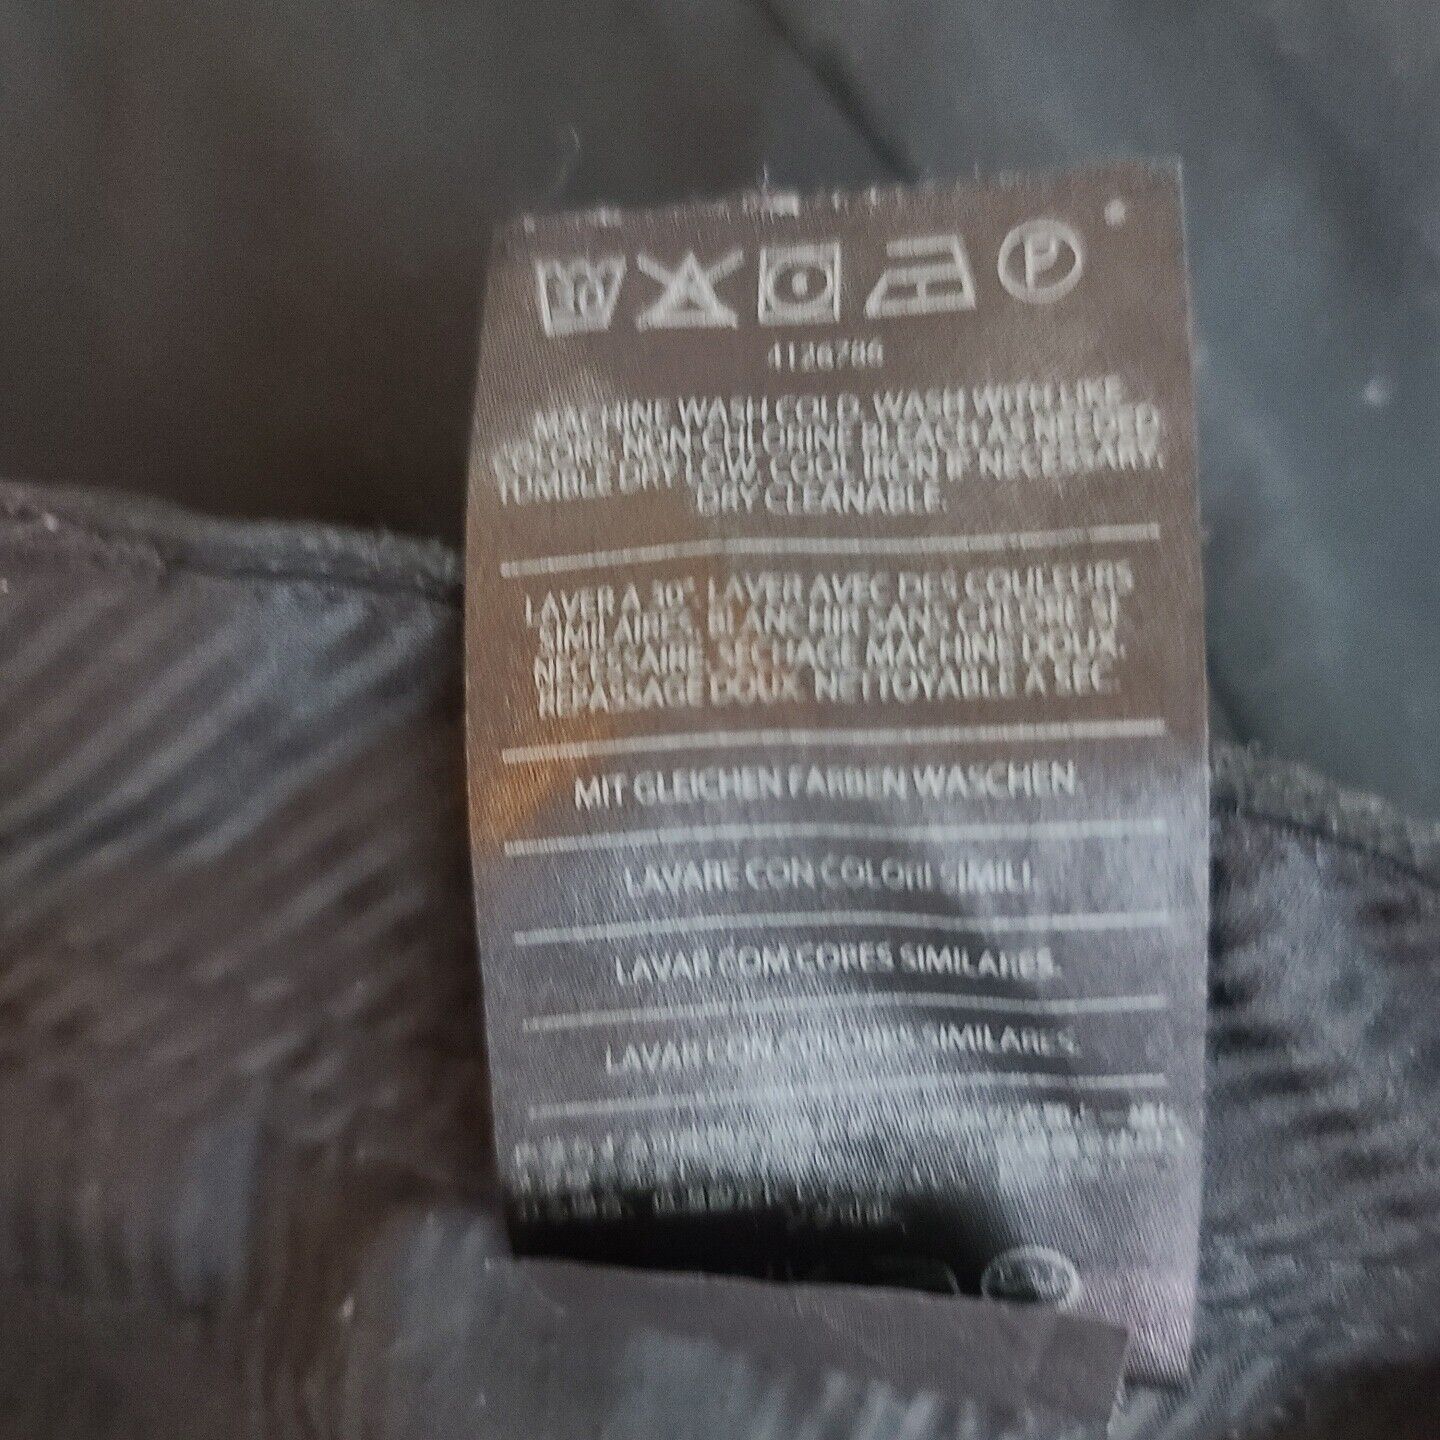 30
P
4126788
MACHINE WASH COLD. WASH WITH LIKE
COLORS. NON-CHLORINE BLEACH AS NEEDED.
TUMBLE DRY LOW. COOL IRON IF NECESSARY.
DRY CLEANABLE.
LAVER A 30° LAVER AVEC DES COULEURS
SIMILAIRES. BLANCHIR SANS CHLORE SI
NECESSAIRE. SECHAGE MACHINE DOUX.
REPASSAGE DOUX. NETTOYABLE A SEC.
MIT GLEICHEN FARBEN WASCHEN.
LAVARE CON COLORI SIMILI.
LAVAR COM CORES SIMILARES.
LAVAR CON COLORES SIMILARES.